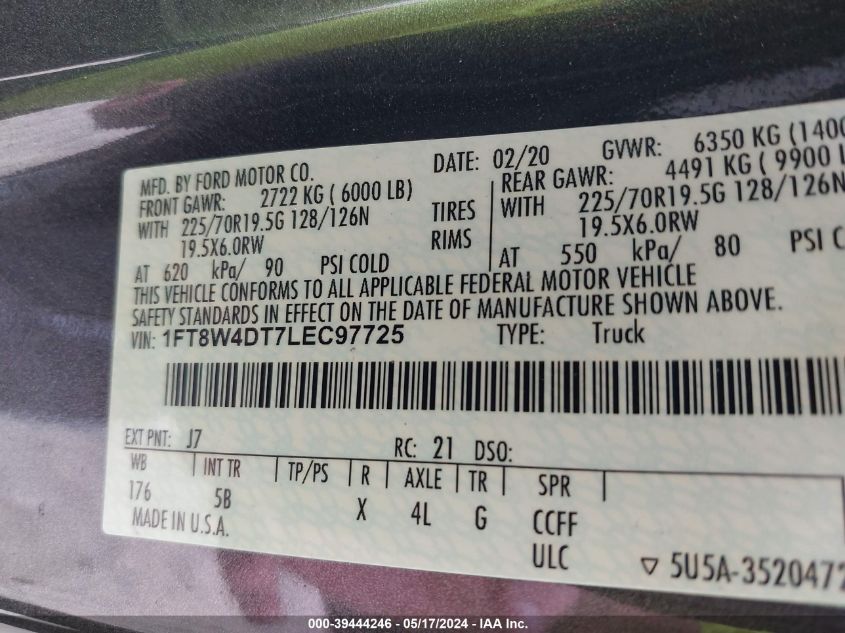 MFD. BY FORD MOTOR CO. DATE: 02/20 GVWR: 6350 KG (1400
FRONT GAWR: 2722 KG ( 6000 LB) REAR GAWR: 4491 KG ( 9900 L
WITH 225/70R19.5G 128/126N TIRES WITH 225/70R19.5G 128/126N
19.5X6.0RW RIMS 19.5X6.0RW
AT 620 kPa/ 90 PSI COLD AT 550 kPa/ 80 PSI C
THIS VEHICLE CONFORMS TO ALL APPLICABLE FEDERAL MOTOR VEHICLE
SAFETY STANDARDS IN EFFECT ON THE DATE OF MANUFACTURE SHOWN ABOVE.
VIN: 1FT8W4DT7LEC97725 TYPE: Truck
EXT PNT: J7 RC: 21 DSO:
WB INT TR TP/PS R AXLE TR SPR
176 5B X 4L G CCFF
MADE IN U.S.A. ULC
▽ 5U5A-3520472
000-39444246 - 05/17/2024 - IAA Inc.